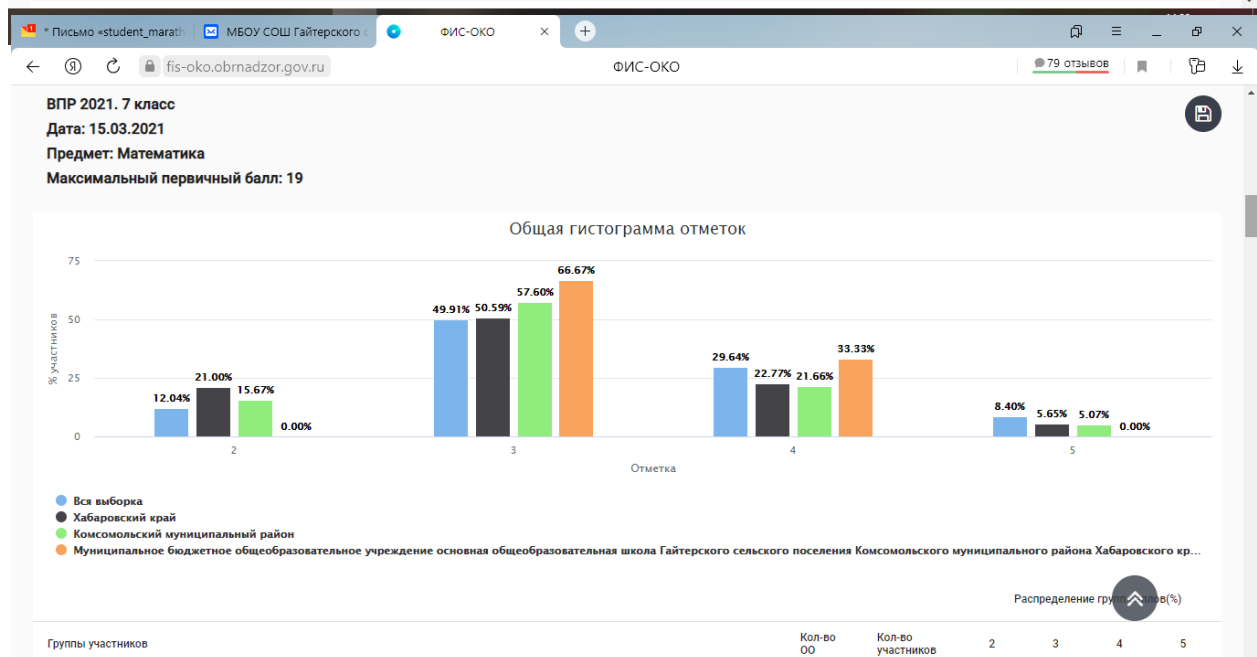 * Письмо «student_marath
МБОУ СОШ Гайтерского с
ФИС-ОКО
fis-oko.obrnadzor.gov.ru
ФИС-ОКО
79 отзывов
ВПР 2021. 7 класс
Дата: 15.03.2021
Предмет: Математика
Максимальный первичный балл: 19
Общая гистограмма отметок
75
50
25
0
% участников
12.04%
21.00%
15.67%
0.00%
49.91%
50.59%
57.60%
66.67%
29.64%
22.77%
21.66%
33.33%
8.40%
5.65%
5.07%
0.00%
2
3
4
5
Отметка
Вся выборка
Хабаровский край
Комсомольский муниципальный район
Муниципальное бюджетное общеобразовательное учреждение основная общеобразовательная школа Гайтерского сельского поселения Комсомольского муниципального района Хабаровского кр...
Распределение
Группы участников
Кол-во
ОО
Кол-во
участников
2
3
4
5